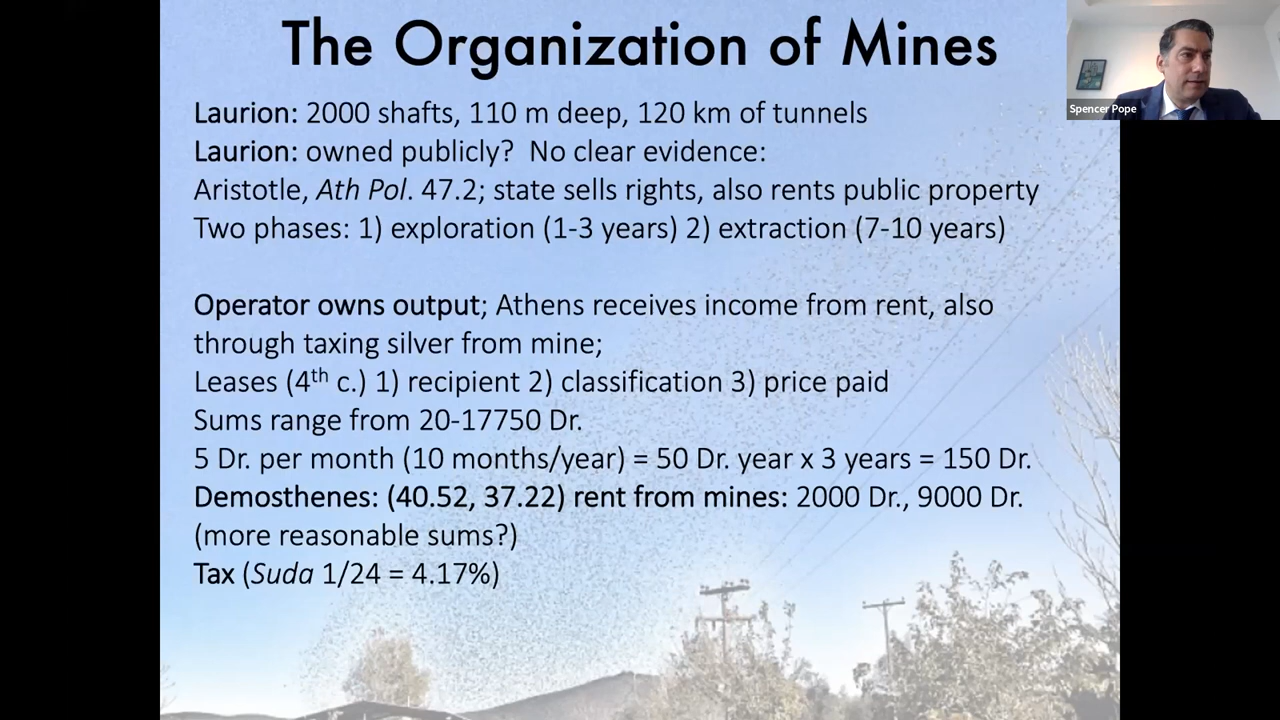 The Organization of Mines
Spencer Pope
Laurion: 2000 shafts, 110 m deep, 120 km of tunnels
Laurion: owned publicly?  No clear evidence:
Aristotle, Ath Pol. 47.2; state sells rights, also rents public property
Two phases: 1) exploration (1-3 years) 2) extraction (7-10 years)
Operator owns output; Athens receives income from rent, also
through taxing silver from mine;
Leases (4th c.) 1) recipient 2) classification 3) price paid
Sums range from 20-17750 Dr.
5 Dr. per month (10 months/year) = 50 Dr. year x 3 years = 150 Dr.
Demosthenes: (40.52, 37.22) rent from mines: 2000 Dr., 9000 Dr.
(more reasonable sums?)
Tax (Suda 1/24 = 4.17%)